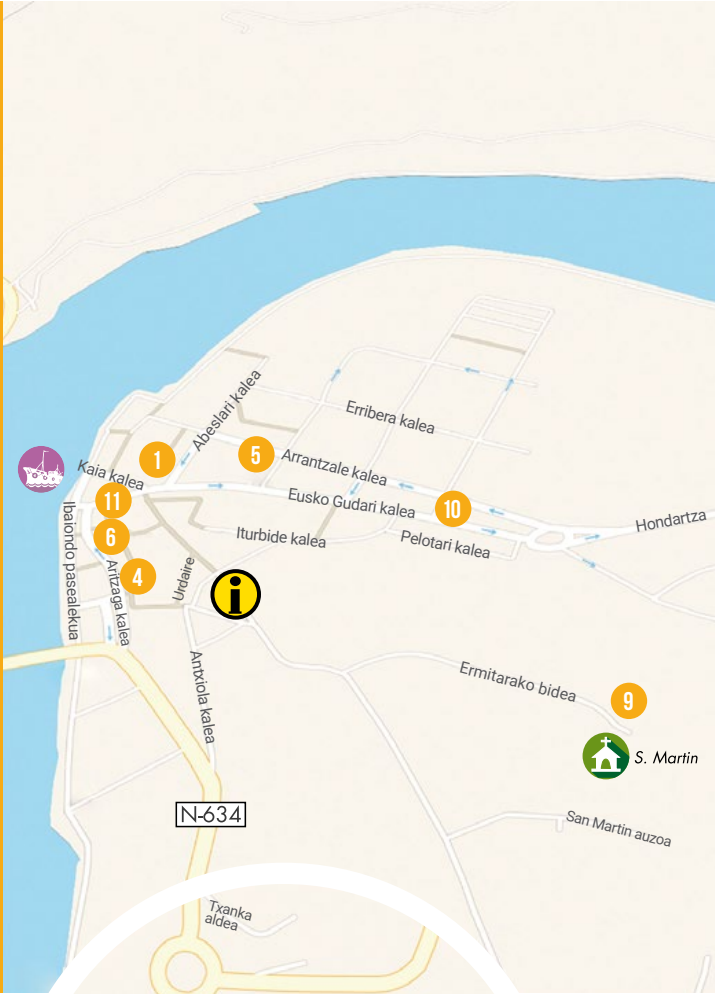 Abeslari kalea
Erribera kalea
1
5
Arrantzale kalea
Kaia kalea
11
Eusko Gudari kalea
10
Hondartza
Ibaiondo pasealekua
6
Iturbide kalea
Pelotari kalea
4
Aritzaga kalea
Urdaire
i
Antxiola kalea
Ermitarako bidea
9
S. Martin
N-634
San Martin auzoa
Txanka
aldea